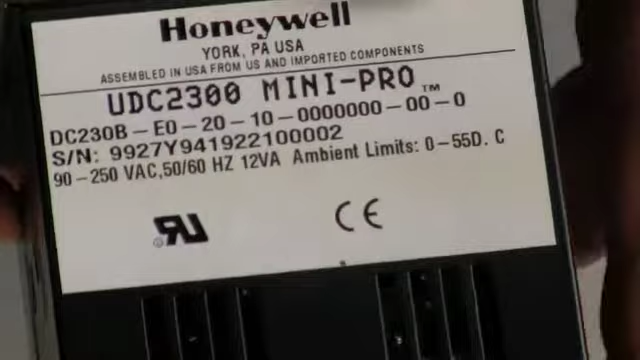 Honeywell
YORK, PA USA
ASSEMBLED IN USA FROM US AND IMPORTED COMPONENTS
UDC2300 MINI-PRO™
DC230B-E0-20-10-0000000-00-0
S/N: 9927Y941922100002
90-250 VAC,50/60 HZ 12VA Ambient Limits: 0-55D. C
RU ® CE